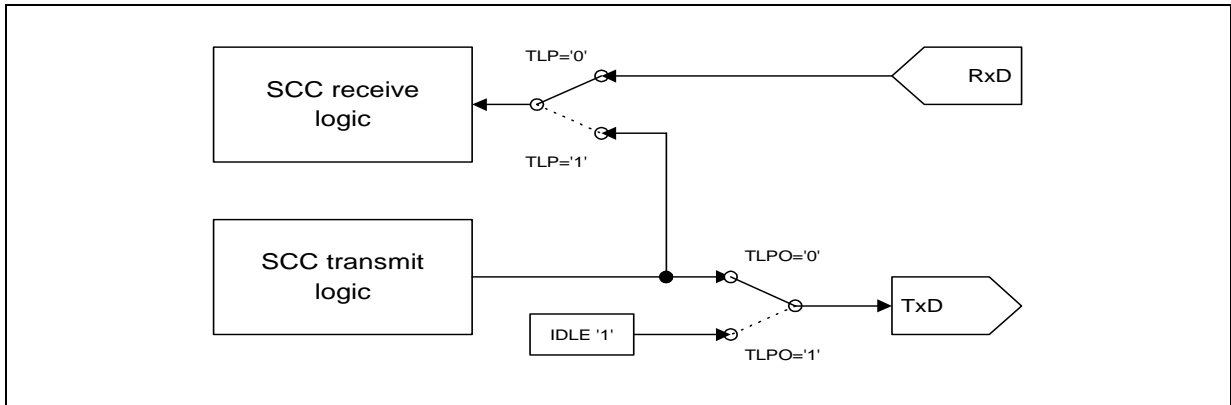 TLP='0'
RxD
SCC receive
logic
TLP='1'
SCC transmit
logic
TLPO='0'
TxD
IDLE '1'
TLPO='1'